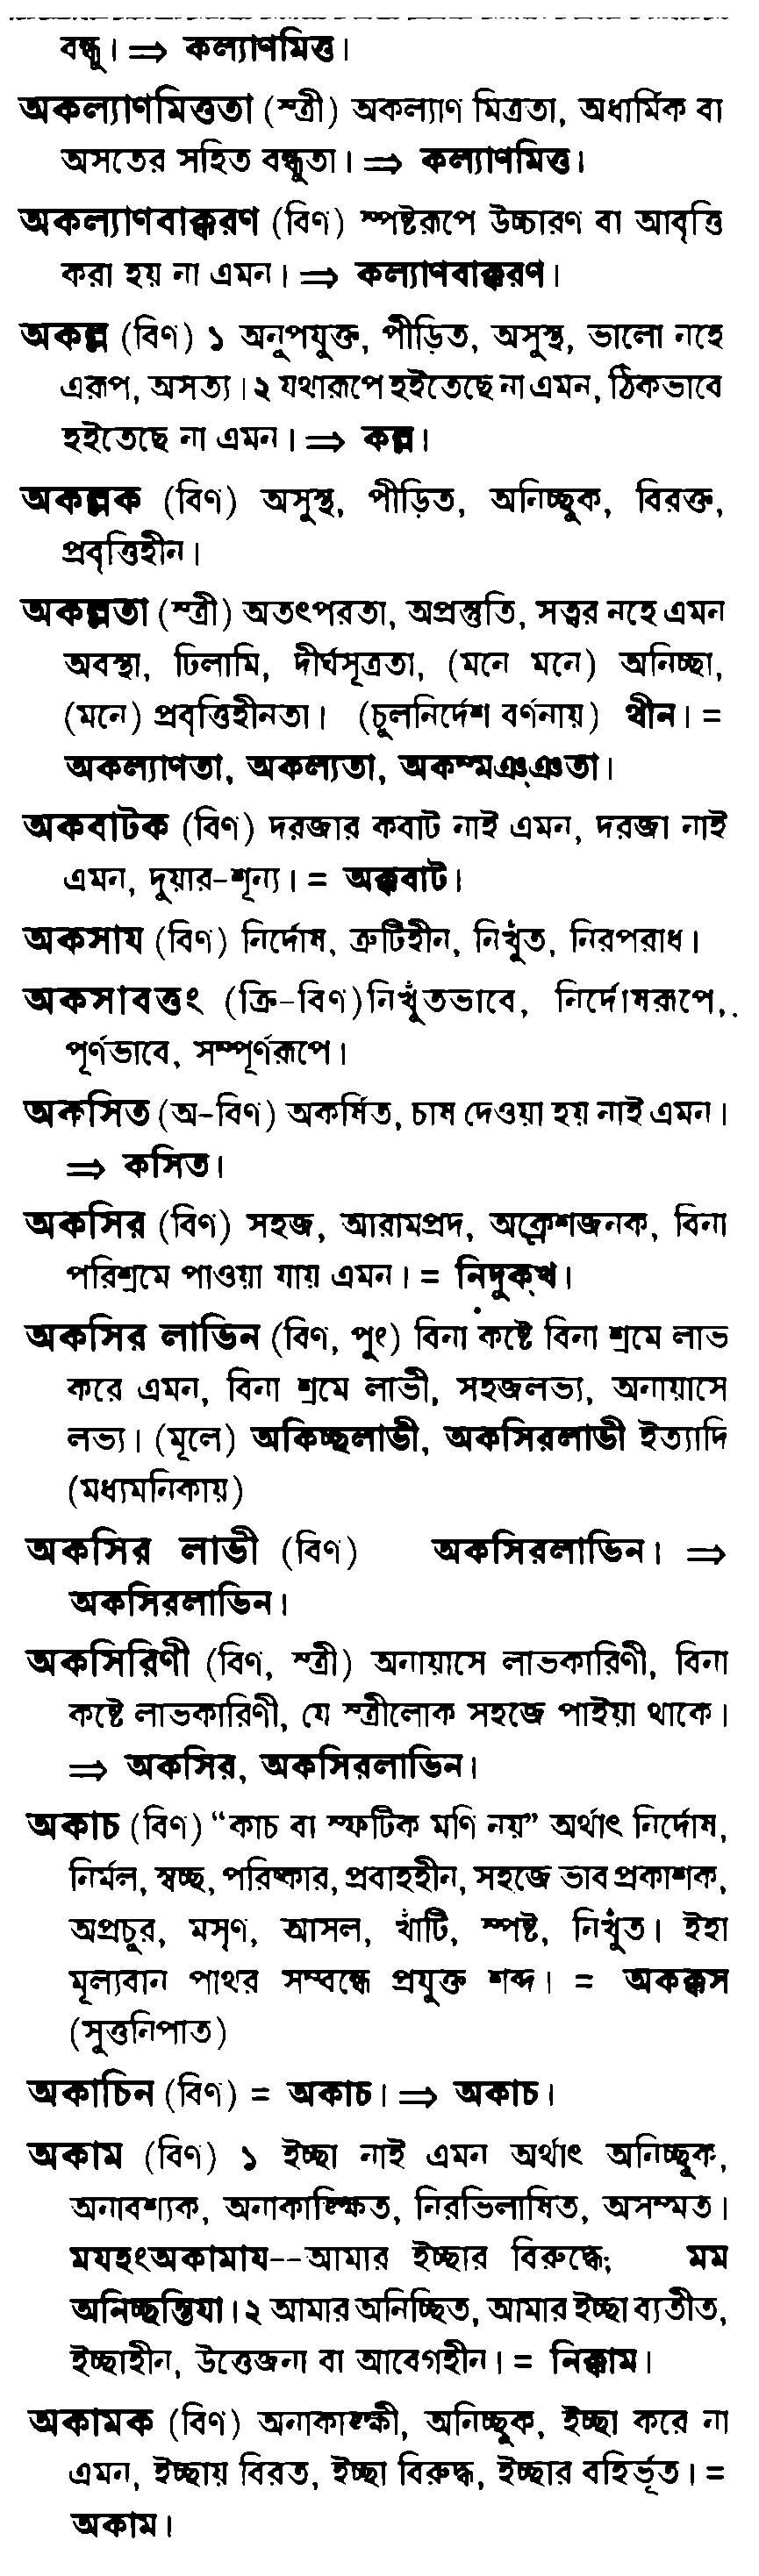 বন্ধু। ⇒ কল্যাণমিত্ত।
অকল্যাণমিত্ততা (স্ত্রী) অকল্যাণ মিত্রতা, অধার্মিক বা
অসতের সহিত বন্ধুতা। ⇒ কল্যাণমিত্ত।
অকল্যাণবাক্করণ (বিণ) স্পষ্টরূপে উচ্চারণ বা আবৃত্তি
করা হয় না এমন। ⇒ কল্যাণবাক্করণ।
অকল্ল (বিণ) ১ অনুপযুক্ত, পীড়িত, অসুস্থ, ভালো নহে
এরূপ, অসত্য। ২ যথারূপে হইতেছে না এমন, ঠিকভাবে
হইতেছে না এমন। ⇒ কল্ল।
অকল্লক (বিণ) অসুস্থ, পীড়িত, অনিচ্ছুক, বিরক্ত,
প্রবৃত্তিহীন।
অকল্লতা (স্ত্রী) অতৎপরতা, অপ্রস্তুতি, সত্বর নহে এমন
অবস্থা, ঢিলামি, দীর্ঘসূত্রতা, (মনে মনে) অনিচ্ছা,
(মনে) প্রবৃত্তিহীনতা। (চুলনির্দেশ বর্ণনায়) থীন। =
অকল্যাণতা, অকল্যতা, অকম্মঞ্ঞতা।
অকবাটক (বিণ) দরজার কবাট নাই এমন, দরজা নাই
এমন, দুয়ার-শূন্য। = অক্কবাট।
অকসায (বিণ) নির্দোষ, ত্রুটিহীন, নিখুঁত, নিরপরাধ।
অকসাবত্তং (ক্রি-বিণ)নিখুঁতভাবে, নির্দোষরূপে,
পূর্ণভাবে, সম্পূর্ণরূপে।
অকসিত (অ-বিণ) অকর্ষিত, চাষ দেওয়া হয় নাই এমন।
⇒ কসিত।
অকসির (বিণ) সহজ, আরামপ্রদ, অক্লেশজনক, বিনা
পরিশ্রমে পাওয়া যায় এমন। = নিদুক্খ।
অকসির লাভিন (বিণ, পুং) বিনা কষ্টে বিনা শ্রমে লাভ
করে এমন, বিনা শ্রমে লাভী, সহজলভ্য, অনায়াসে
লভ্য। (মূলে) অকিচ্ছলাভী, অকসিরলাভী ইত্যাদি
(মধ্যমনিকায়)
অকসির লাভী (বিণ) অকসিরলাভিন। ⇒
অকসিরলাভিন।
অকসিরিণী (বিণ, স্ত্রী) অনায়াসে লাভকারিণী, বিনা
কষ্টে লাভকারিণী, যে স্ত্রীলোক সহজে পাইয়া থাকে।
⇒ অকসির, অকসিরলাভিন।
অকাচ (বিণ) “কাচ বা স্ফটিক মণি নয়” অর্থাৎ নির্দোষ,
নির্মল, স্বচ্ছ, পরিষ্কার, প্রবাহহীন, সহজে ভাব প্রকাশক,
অপ্রচুর, মসৃণ, আসল, খাঁটি, স্পষ্ট, নিখুঁত। ইহা
মূল্যবান পাথর সম্বন্ধে প্রযুক্ত শব্দ। = অকক্কস
(সুত্তনিপাত)
অকাচিন (বিণ) = অকাচ। ⇒ অকাচ।
অকাম (বিণ) ১ ইচ্ছা নাই এমন অর্থাৎ অনিচ্ছুক,
অনাবশ্যক, অনাকাঙ্ক্ষিত, নিরভিলাষিত, অসম্মত।
মযহংঅকামায--আমার ইচ্ছার বিরুদ্ধে; মম
অনিচ্ছন্তিযা। ২ আমার অনিচ্ছিত, আমার ইচ্ছা ব্যতীত,
ইচ্ছাহীন, উত্তেজনা বা আবেগহীন। = নিক্কাম।
অকামক (বিণ) অনাকাঙ্ক্ষী, অনিচ্ছুক, ইচ্ছা করে না
এমন, ইচ্ছায় বিরত, ইচ্ছা বিরুদ্ধ, ইচ্ছার বহির্ভূত। =
অকাম।